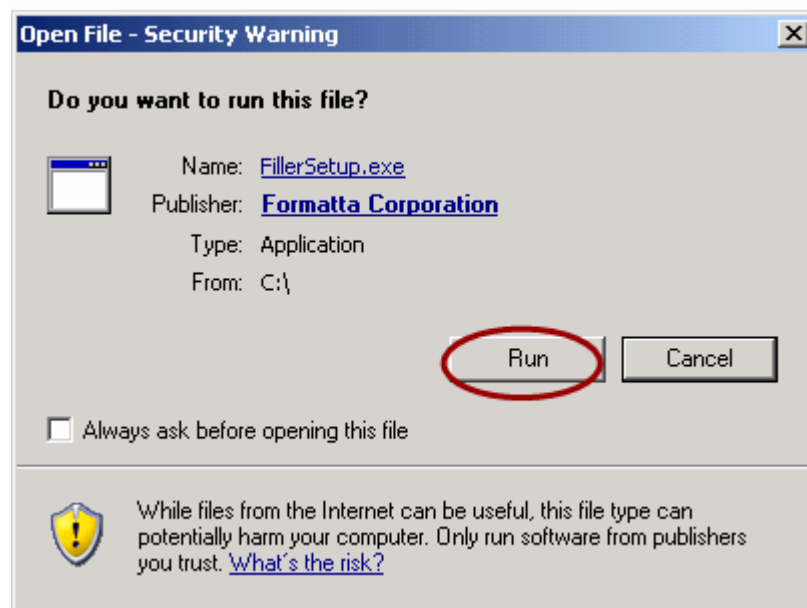 Open File - Security Warning
Do you want to run this file?
Name: FillerSetup.exe
Publisher: Formatta Corporation
Type: Application
From: C:\
Run Cancel
Always ask before opening this file
While files from the Internet can be useful, this file type can
potentially harm your computer. Only run software from publishers
you trust. What's the risk?